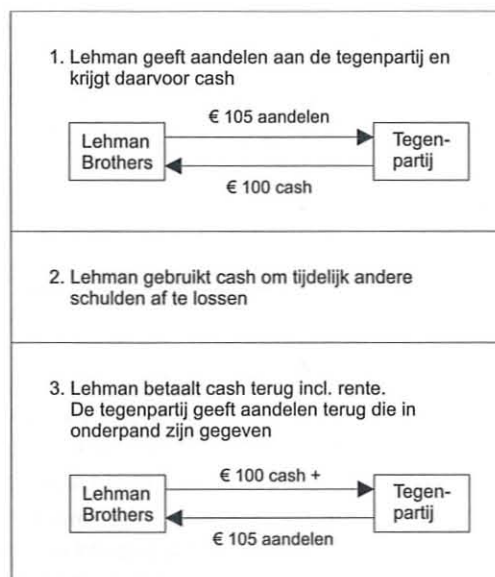 1. Lehman geeft aandelen aan de tegenpartij en
krijgt daarvoor cash
€ 105 aandelen
Lehman
Brothers
Tegen-
partij
€ 100 cash
2. Lehman gebruikt cash om tijdelijk andere
schulden af te lossen
3. Lehman betaalt cash terug incl. rente.
De tegenpartij geeft aandelen terug die in
onderpand zijn gegeven
€ 100 cash +
Lehman
Brothers
Tegen-
partij
€ 105 aandelen